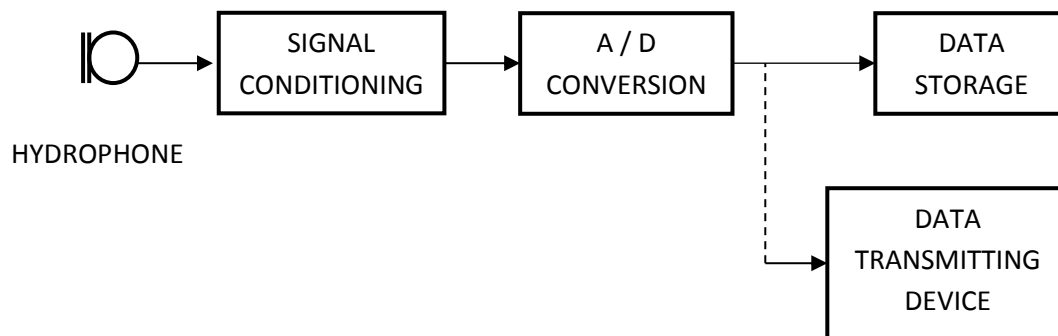 SIGNAL
CONDITIONING
A / D
CONVERSION
DATA
STORAGE
HYDROPHONE
DATA
TRANSMITTING
DEVICE